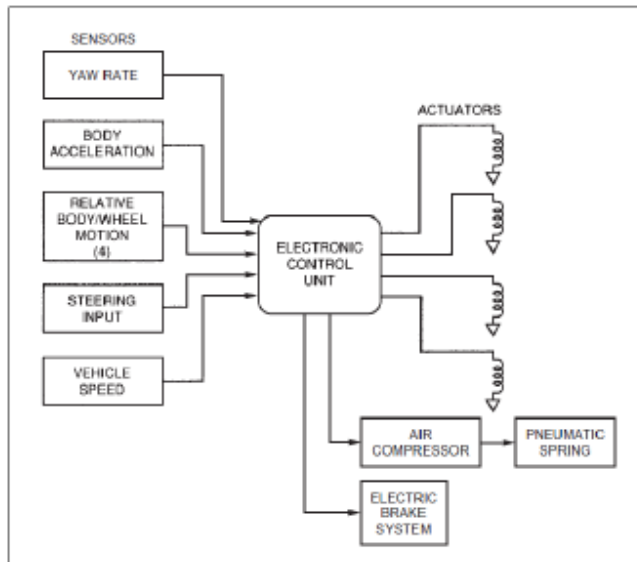 SENSORS
YAW RATE
BODY
ACCELERATION
RELATIVE
BODY/WHEEL
MOTION
(4)
STEERING
INPUT
VEHICLE
SPEED
ELECTRONIC
CONTROL
UNIT
ACTUATORS
AIR
COMPRESSOR
PNEUMATIC
SPRING
ELECTRIC
BRAKE
SYSTEM